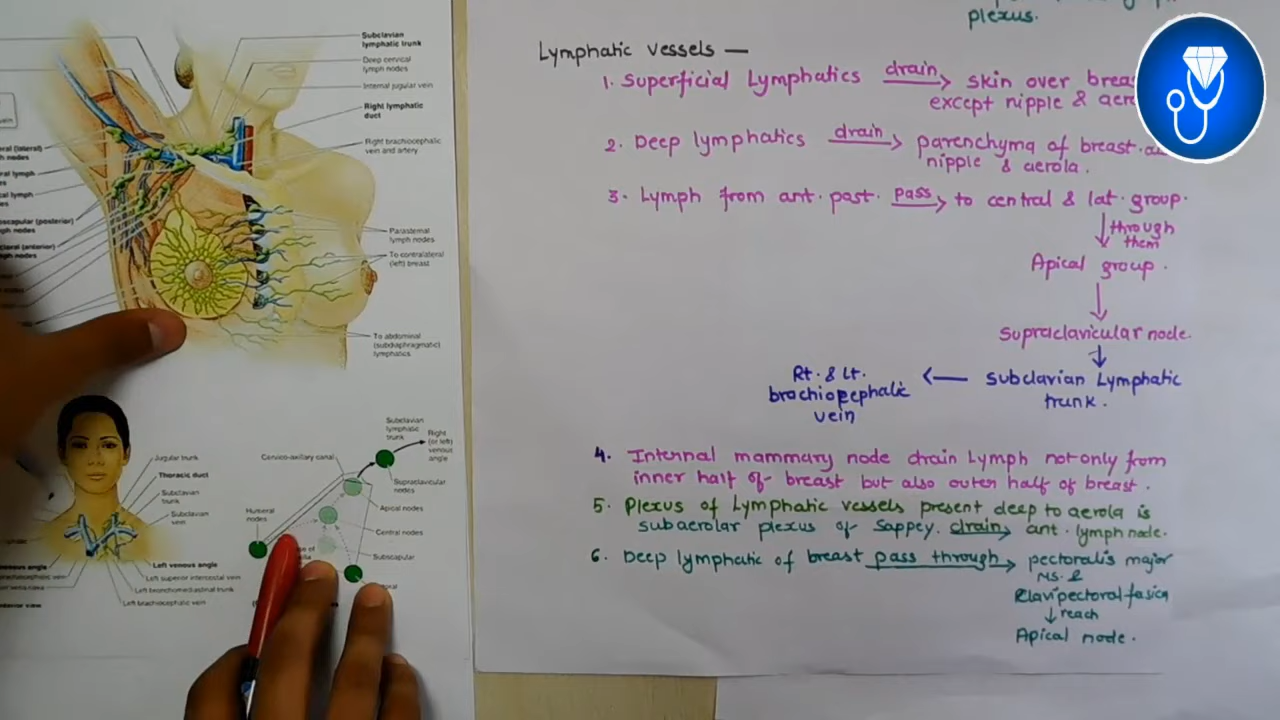 plexus.
Lymphatic vessels —
1. Superficial Lymphatics drain skin over
except nipple &
2. Deep lymphatics drain parenchyma of breast
nipple & aerola.
3. Lymph from ant. past. pass to central & lat. group.
through
them
Apical group.
Supraclavicular node.
Subclavian Lymphatic
trunk.
Rt. & Lt.
brachiocephalic
vein
4. Internal mammary node drain Lymph not only from
inner half of breast but also outer half of breast.
5. Plexus of Lymphatic vessels present deep to aerola is
subaerolar plexus of Sappey. drain ant. lymph node.
6. Deep lymphatic of breast pass through pectoralis major
Ms. &
Clavipectoral fasica
reach
Apical node.
Subclavian
lymphatic trunk
Deep cervical
lymph nodes
Internal jugular vein
Right lymphatic
duct
Right brachiocephalic
vein and artery
Parasternal
lymph nodes
To contralateral
(left) breast
To abdominal
(subdiaphragmatic)
lymphatics
Jugular trunk
Thoracic duct
Subclavian
trunk
Subclavian
vein
Left venous angle
Left superior intercostal vein
Left bronchomediastinal trunk
Left brachiocephalic vein
Subclavian
lymphatic
trunk
Right
(or left)
venous
angle
Cervico-axillary canal
Supraclavicular
nodes
Apical nodes
Humeral
nodes
Central nodes
Subscapular